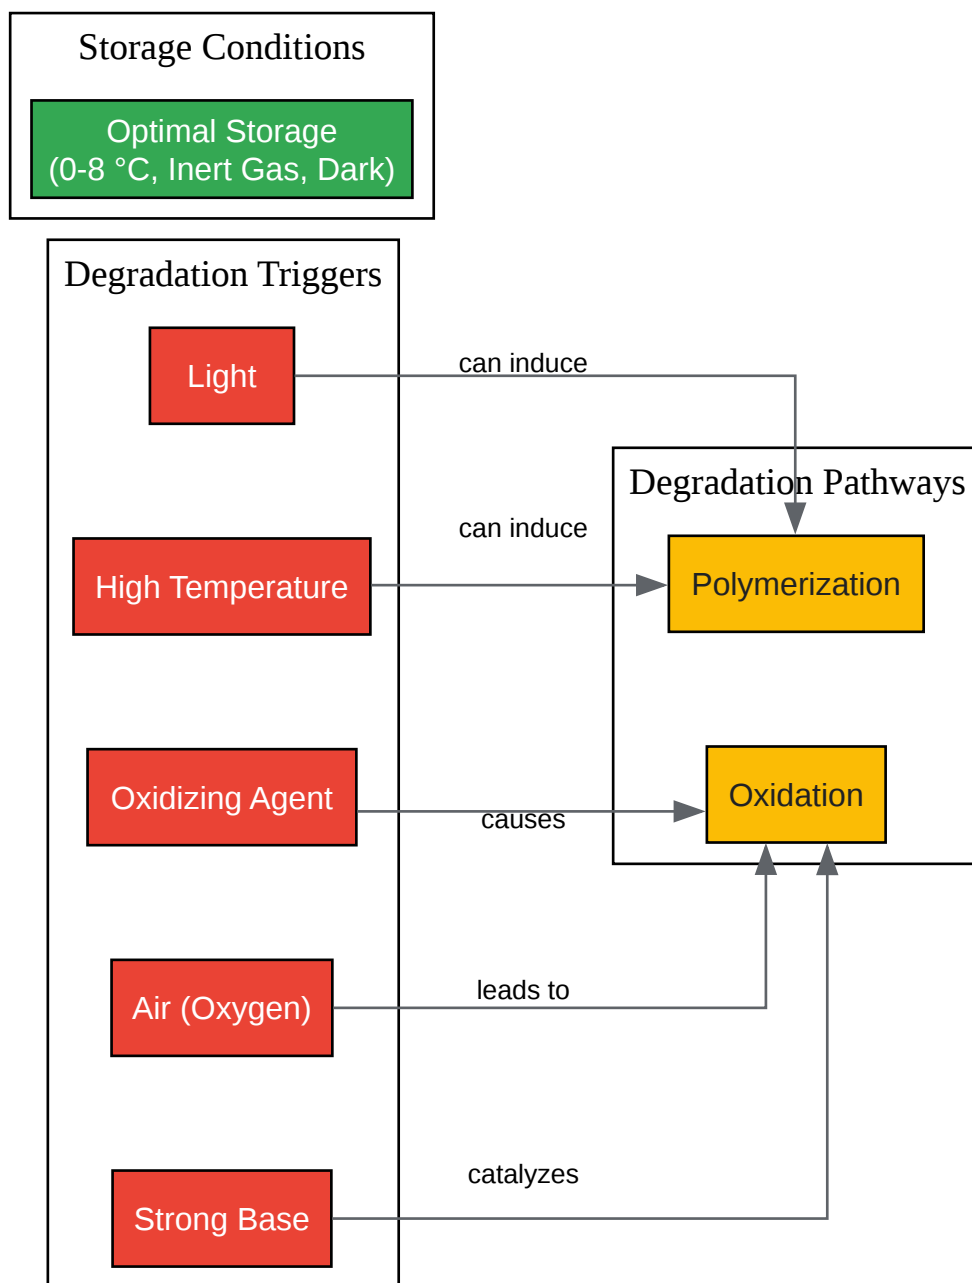 Storage Conditions
Optimal Storage
(0-8 °C, Inert Gas, Dark)
Degradation Triggers
Light
can induce
Degradation Pathways
High Temperature
can induce
Polymerization
Oxidizing Agent
causes
Oxidation
Air (Oxygen)
leads to
Strong Base
catalyzes